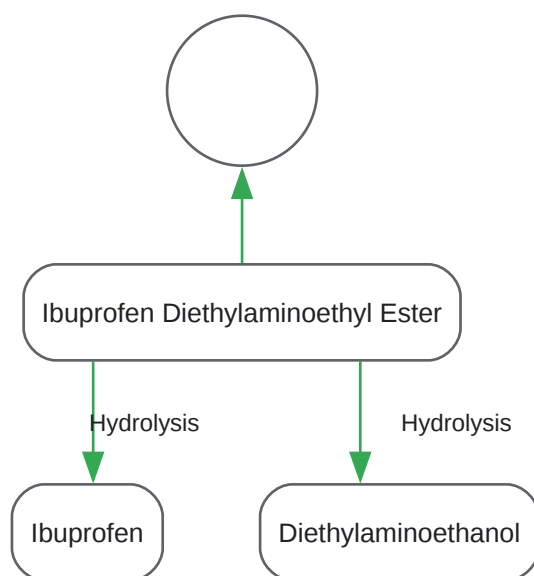 Ibuprofen Diethylaminoethyl Ester
Hydrolysis
Hydrolysis
Ibuprofen
Diethylaminoethanol